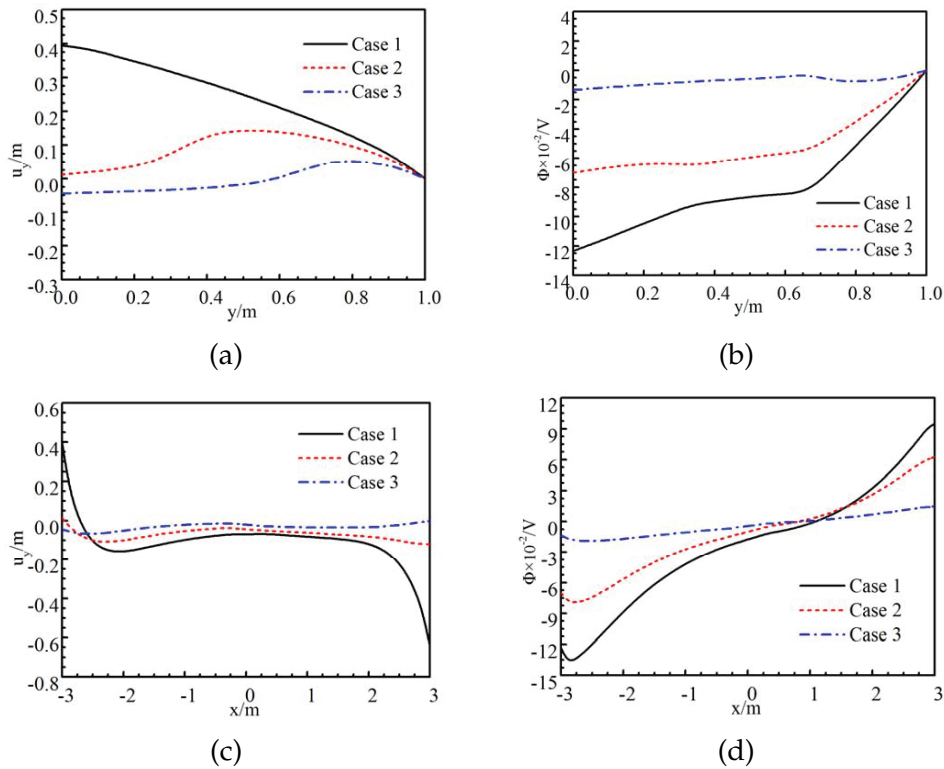 0.5
0.4
0.3
0.2
0.1
0.0
-0.1
-0.2
-0.3
u_y/m
Case 1
Case 2
Case 3
0.0 0.2 0.4 0.6 0.8 1.0
y/m
(a)
4
2
0
-2
-4
-6
-8
-10
-12
-14
Φ×10⁻²/V
Case 1
Case 2
Case 3
0.0 0.2 0.4 0.6 0.8 1.0
y/m
(b)
0.6
0.4
0.2
0.0
-0.2
-0.4
-0.6
-0.8
u_y/m
Case 1
Case 2
Case 3
-3 -2 -1 0 1 2 3
x/m
(c)
12
9
6
3
0
-3
-6
-9
-12
-15
Φ×10⁻²/V
Case 1
Case 2
Case 3
-3 -2 -1 0 1 2 3
x/m
(d)